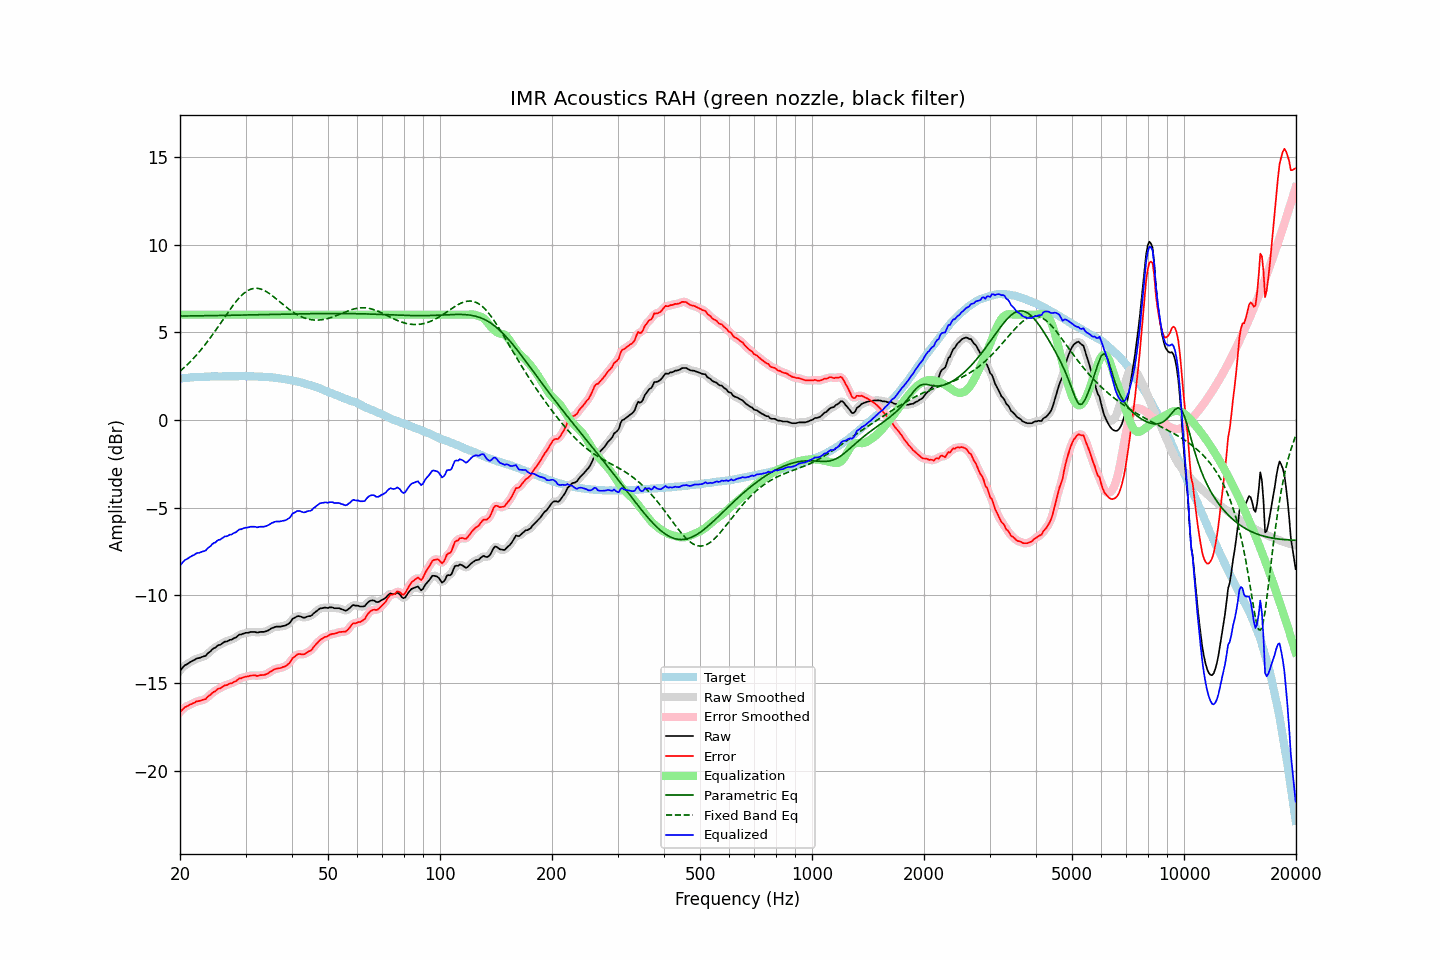 IMR Acoustics RAH (green nozzle, black filter)
Amplitude (dBr)
15
10
5
0
−5
−10
−15
−20
Target
Raw Smoothed
Error Smoothed
Raw
Error
Equalization
Parametric Eq
Fixed Band Eq
Equalized
20 50 100 200 500 1000 2000 5000 10000 20000
Frequency (Hz)